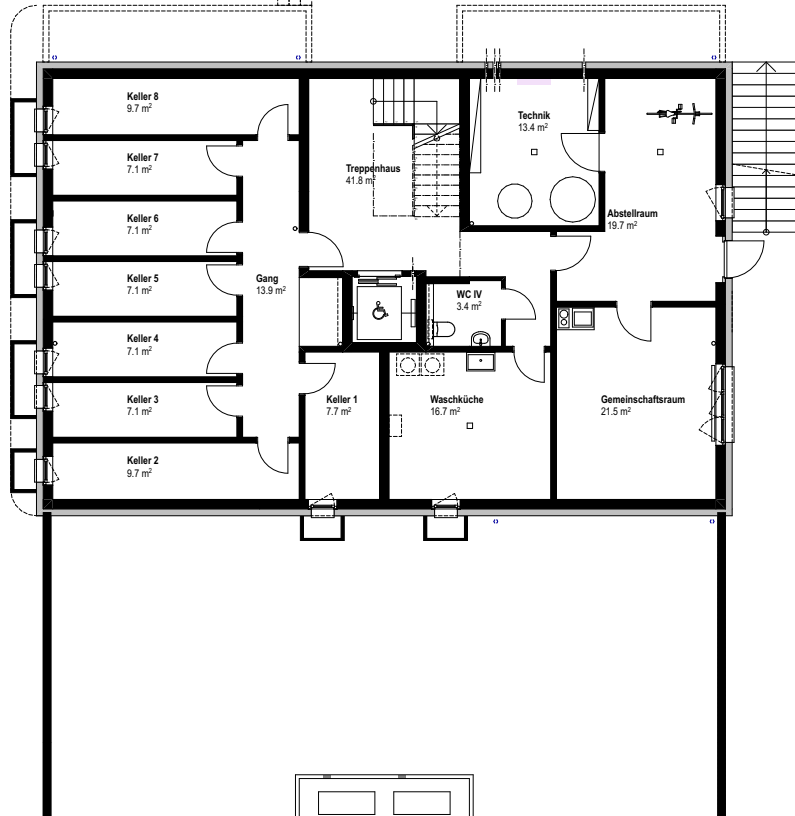 Keller 8
9.7 m²
Keller 7
7.1 m²
Keller 6
7.1 m²
Keller 5
7.1 m²
Keller 4
7.1 m²
Keller 3
7.1 m²
Keller 2
9.7 m²
Gang
13.9 m²
Treppenhaus
41.8 m²
Technik
13.4 m²
Abstellraum
19.7 m²
WC IV
3.4 m²
Keller 1
7.7 m²
Waschküche
16.7 m²
Gemeinschaftsraum
21.5 m²